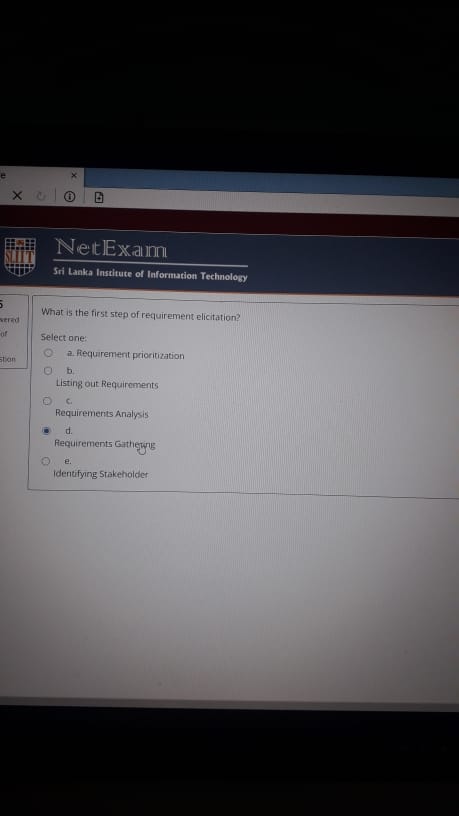 e ×
SLIIT
NetExam
Sri Lanka Institute of Information Technology
5
wered
of
stion
What is the first step of requirement elicitation?
Select one:
a. Requirement prioritization
b.
Listing out Requirements
c.
Requirements Analysis
d.
Requirements Gathering
e.
Identifying Stakeholder